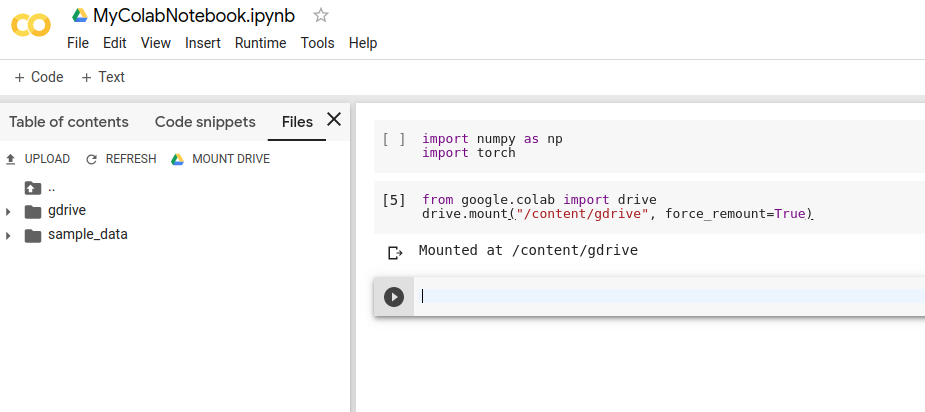 MyColabNotebook.ipynb
File Edit View Insert Runtime Tools Help
+ Code + Text
Table of contents Code snippets Files
UPLOAD REFRESH MOUNT DRIVE
..
gdrive
sample_data
[ ] import numpy as np
import torch
[5] from google.colab import drive
drive.mount("/content/gdrive", force_remount=True)
Mounted at /content/gdrive